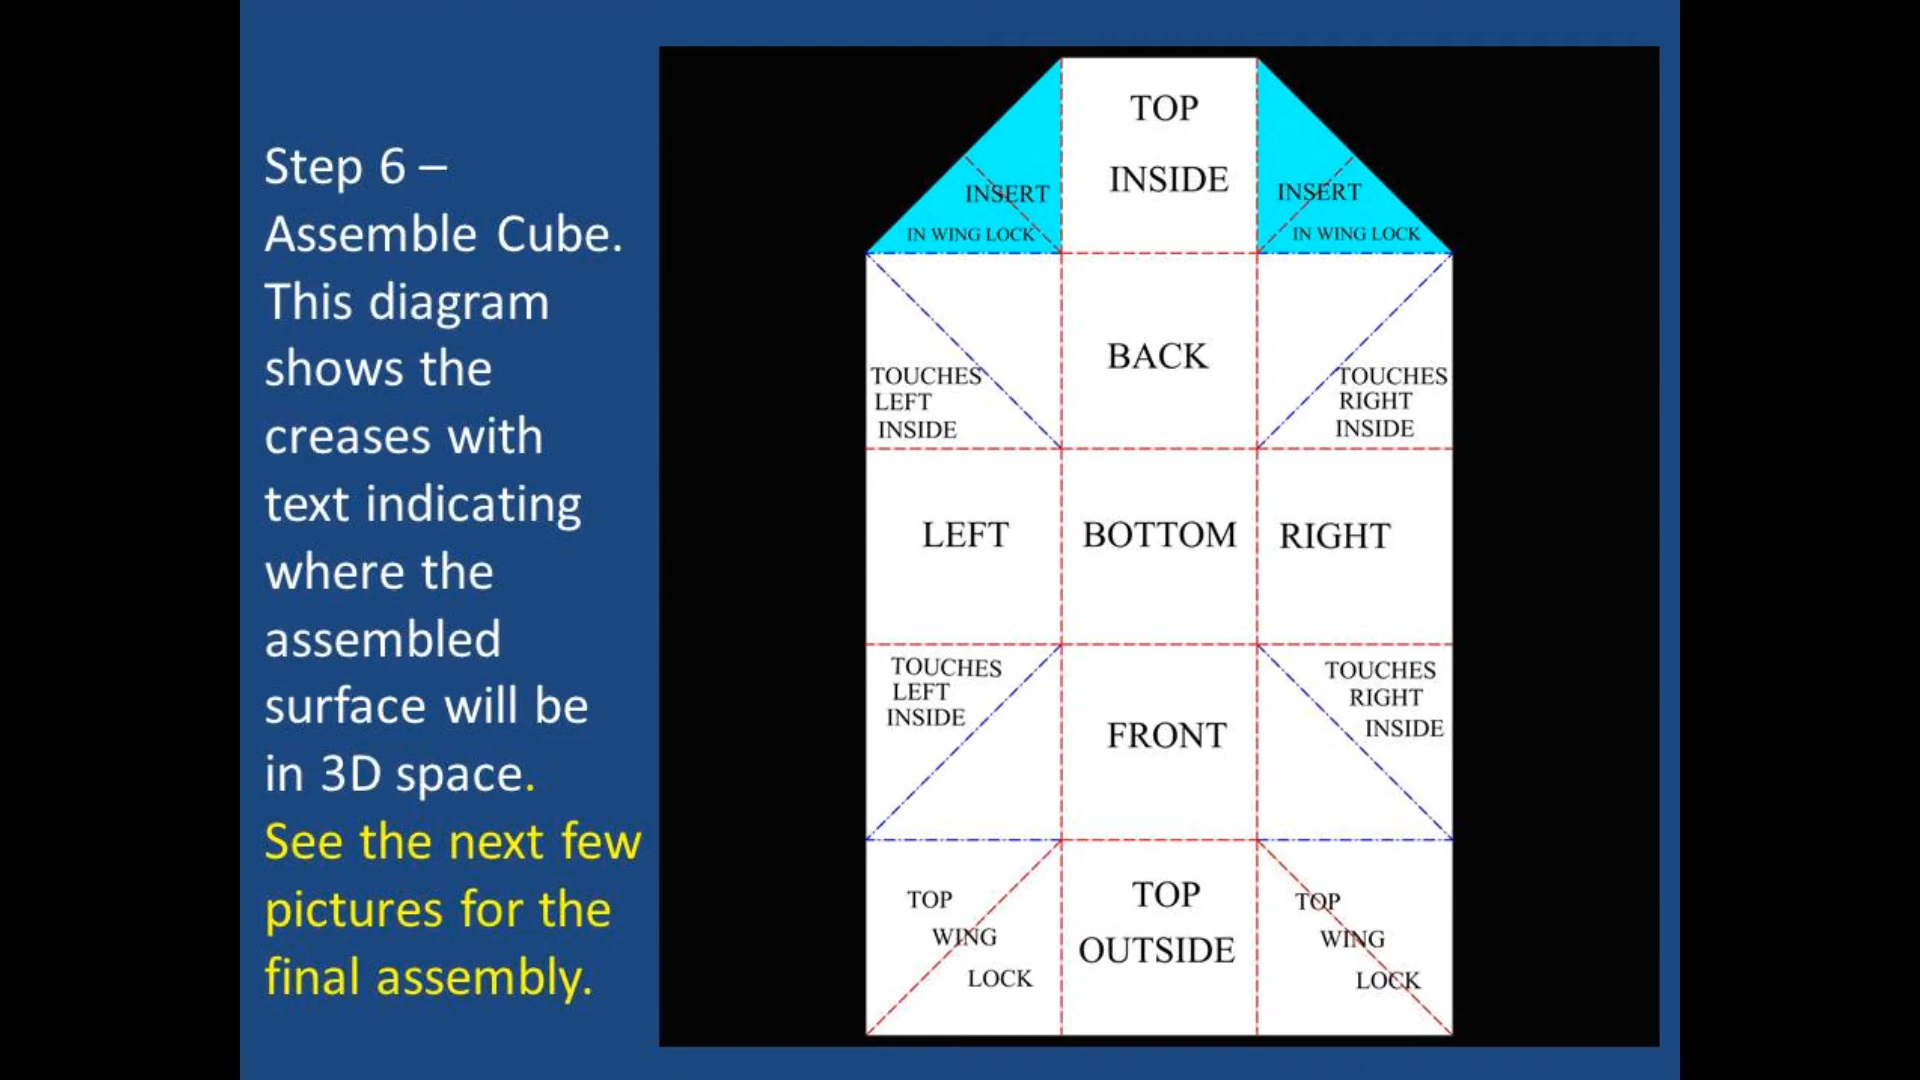 Step 6 –
Assemble Cube.
This diagram
shows the
creases with
text indicating
where the
assembled
surface will be
in 3D space.
See the next few
pictures for the
final assembly.
TOP
INSIDE
INSERT
IN WING LOCK
INSERT
IN WING LOCK
BACK
TOUCHES
LEFT
INSIDE
TOUCHES
RIGHT
INSIDE
LEFT
BOTTOM
RIGHT
TOUCHES
LEFT
INSIDE
FRONT
TOUCHES
RIGHT
INSIDE
TOP
WING
LOCK
TOP
OUTSIDE
TOP
WING
LOCK